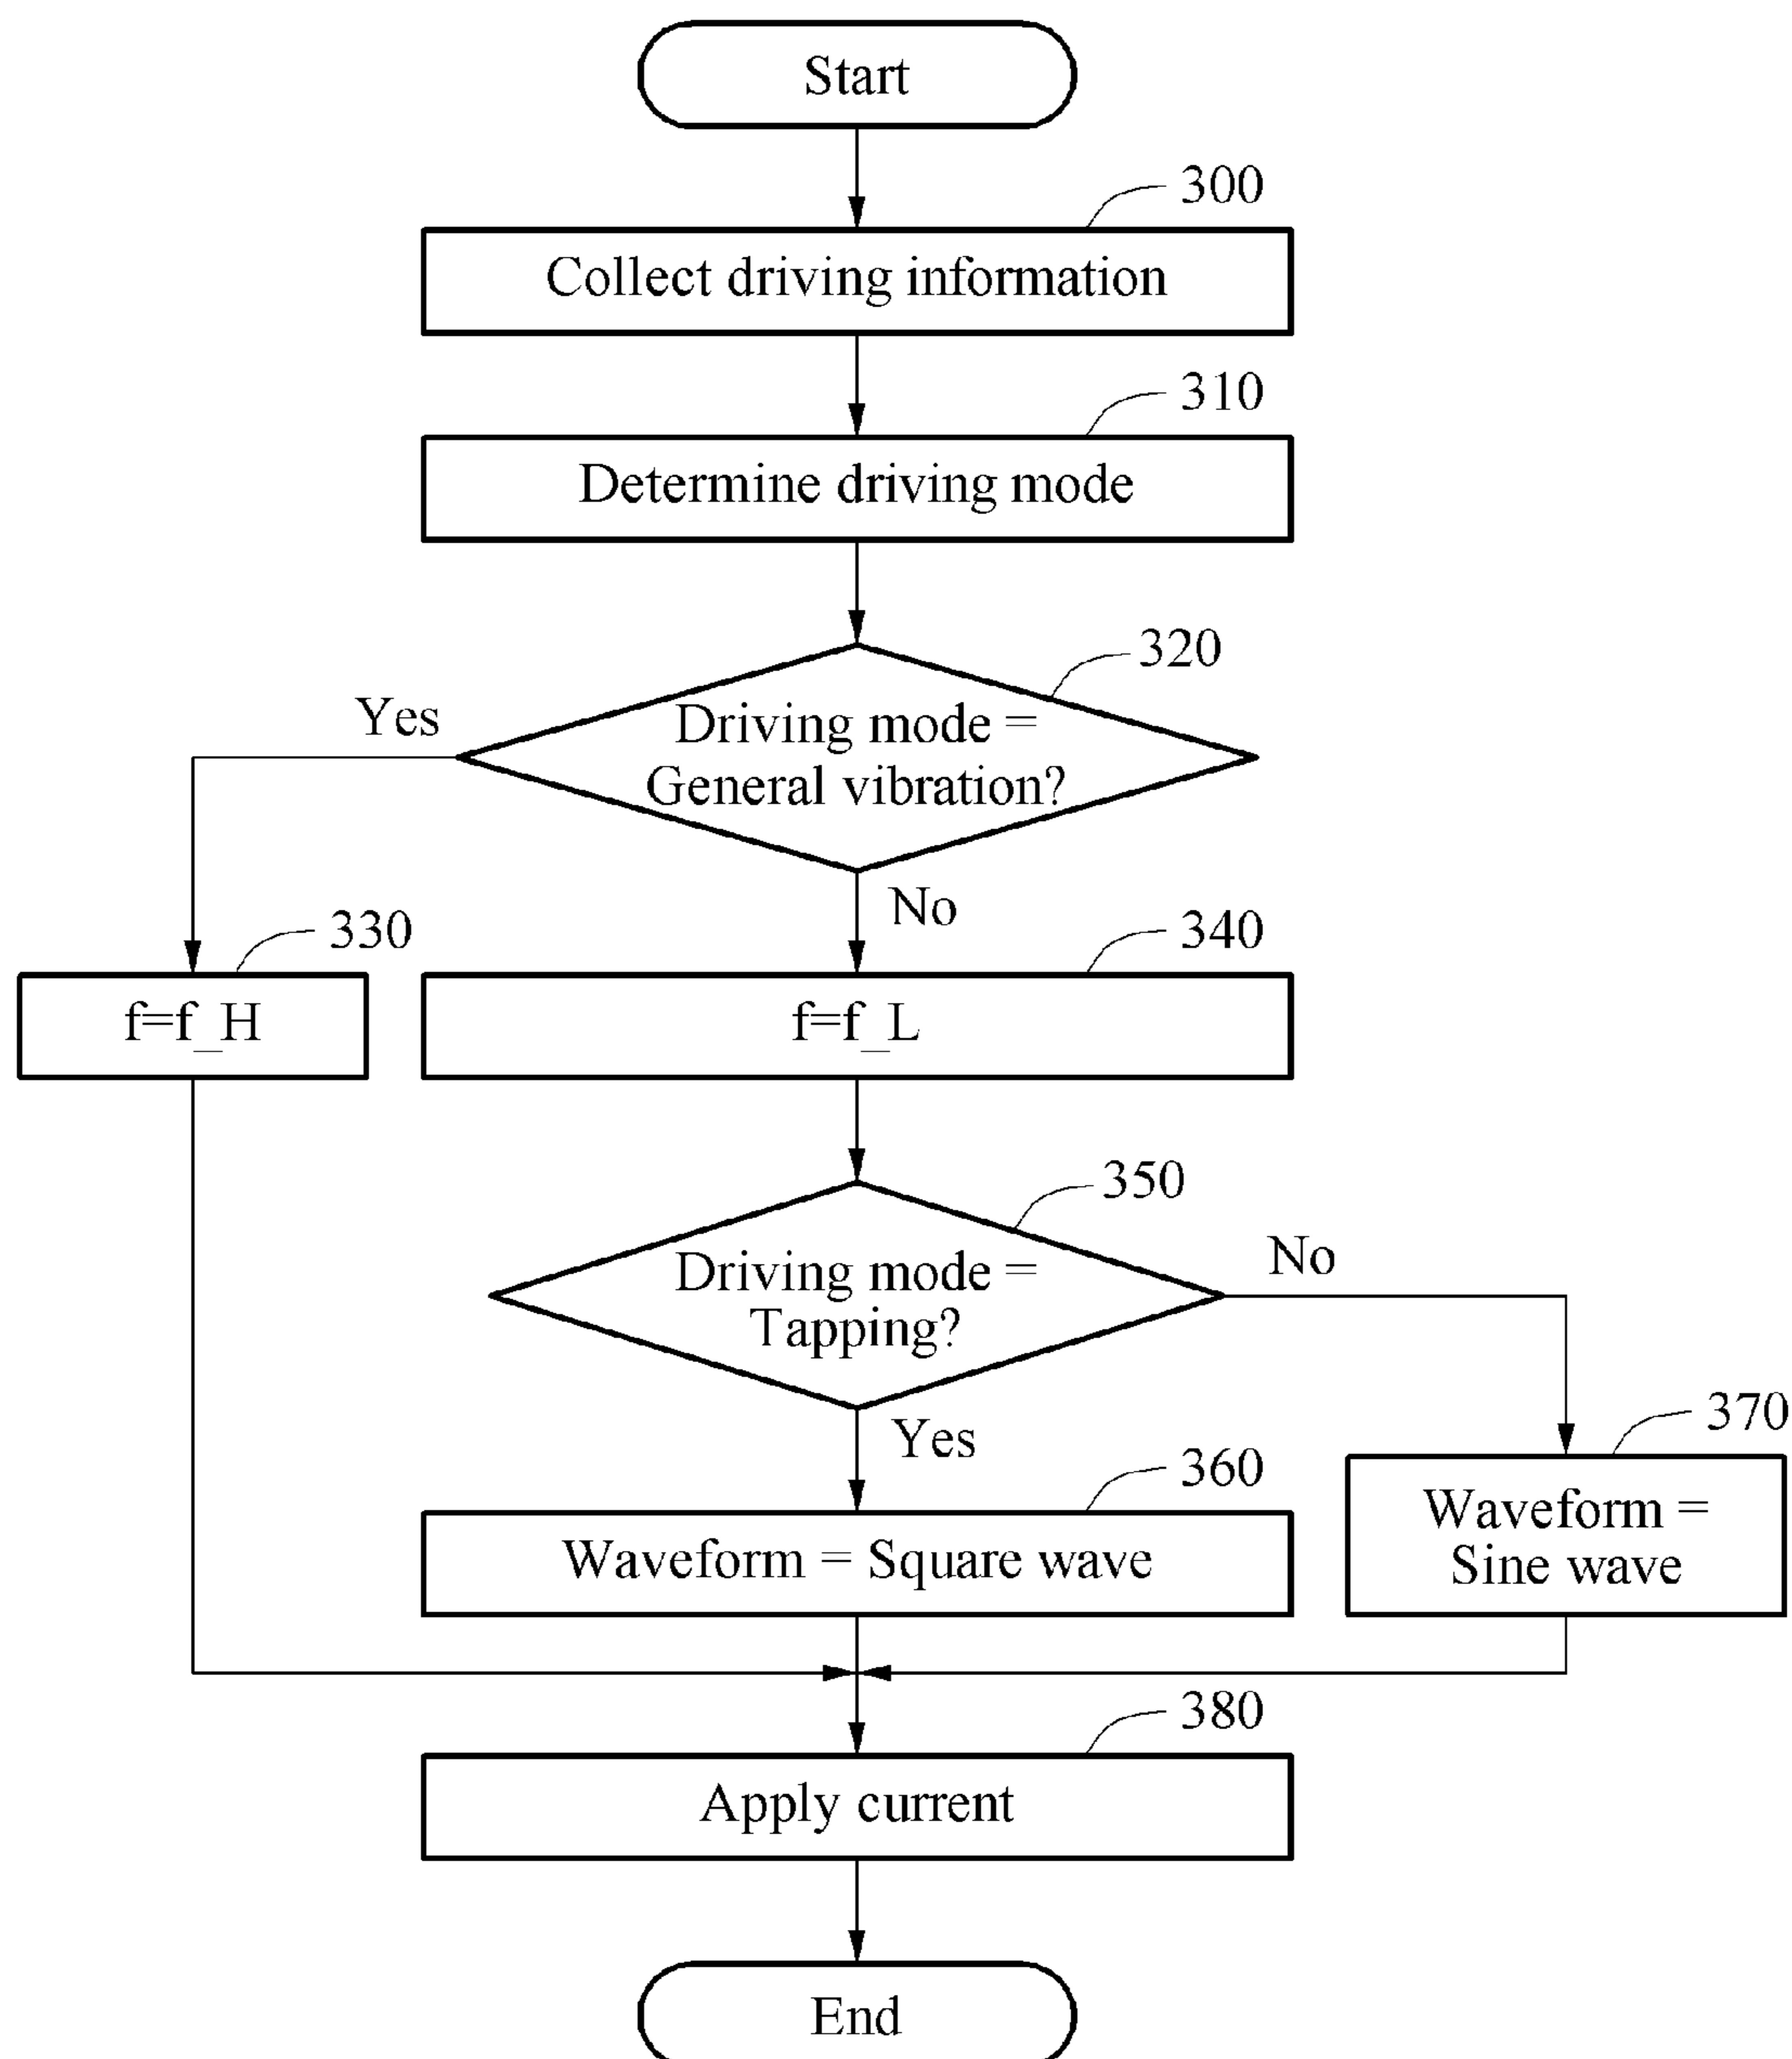 Start
300
Collect driving information
310
Determine driving mode
320
Yes
Driving mode =
General vibration?
No
330
340
f=f_H
f=f_L
350
Driving mode =
Tapping?
No
Yes
360
370
Waveform = Square wave
Waveform =
Sine wave
380
Apply current
End